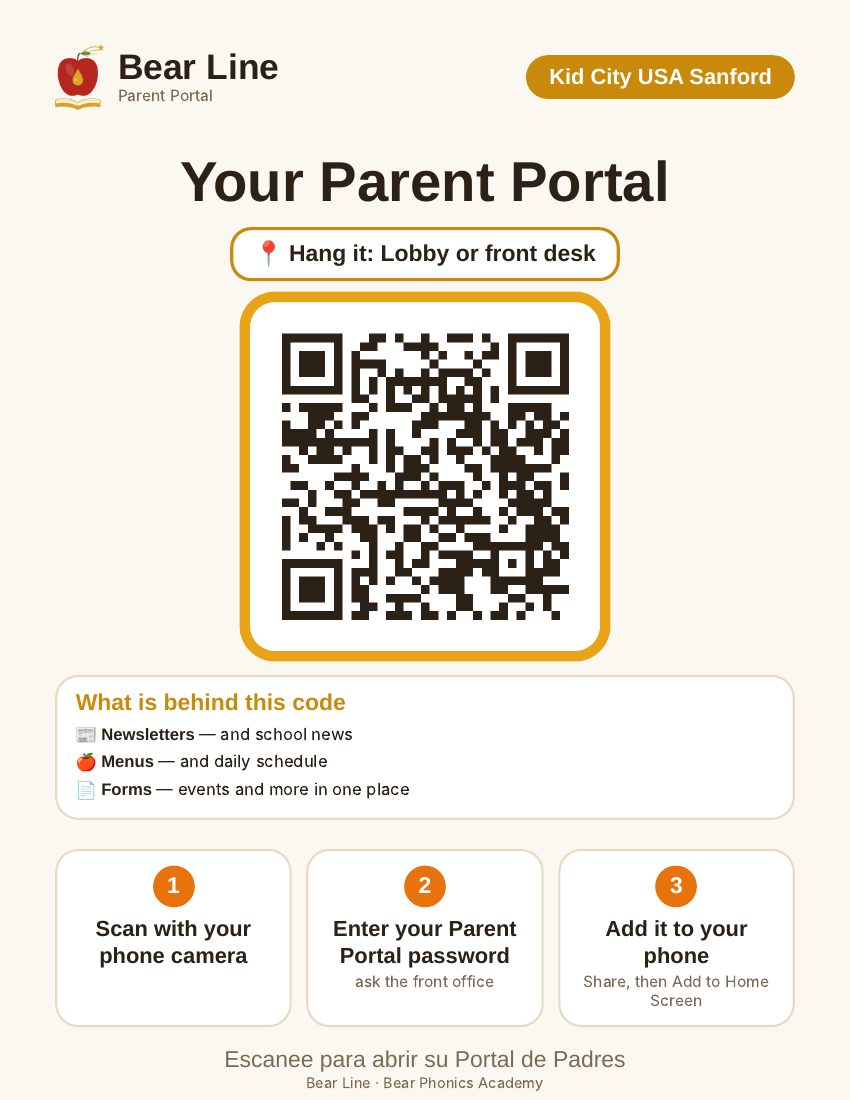 Bear Line
Parent Portal
Kid City USA Sanford
Your Parent Portal
📍 Hang it: Lobby or front desk
What is behind this code
📰 Newsletters — and school news
🍎 Menus — and daily schedule
📄 Forms — events and more in one place
1
Scan with your
phone camera
2
Enter your Parent
Portal password
ask the front office
3
Add it to your
phone
Share, then Add to Home
Screen
Escanee para abrir su Portal de Padres
Bear Line · Bear Phonics Academy